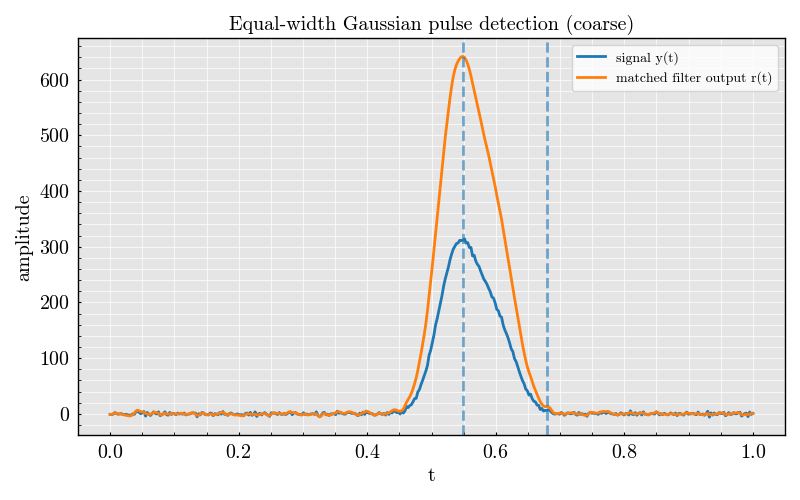 Equal-width Gaussian pulse detection (coarse)
signal y(t)
matched filter output r(t)
amplitude
600
500
400
300
200
100
0
0.0 0.2 0.4 0.6 0.8 1.0
t